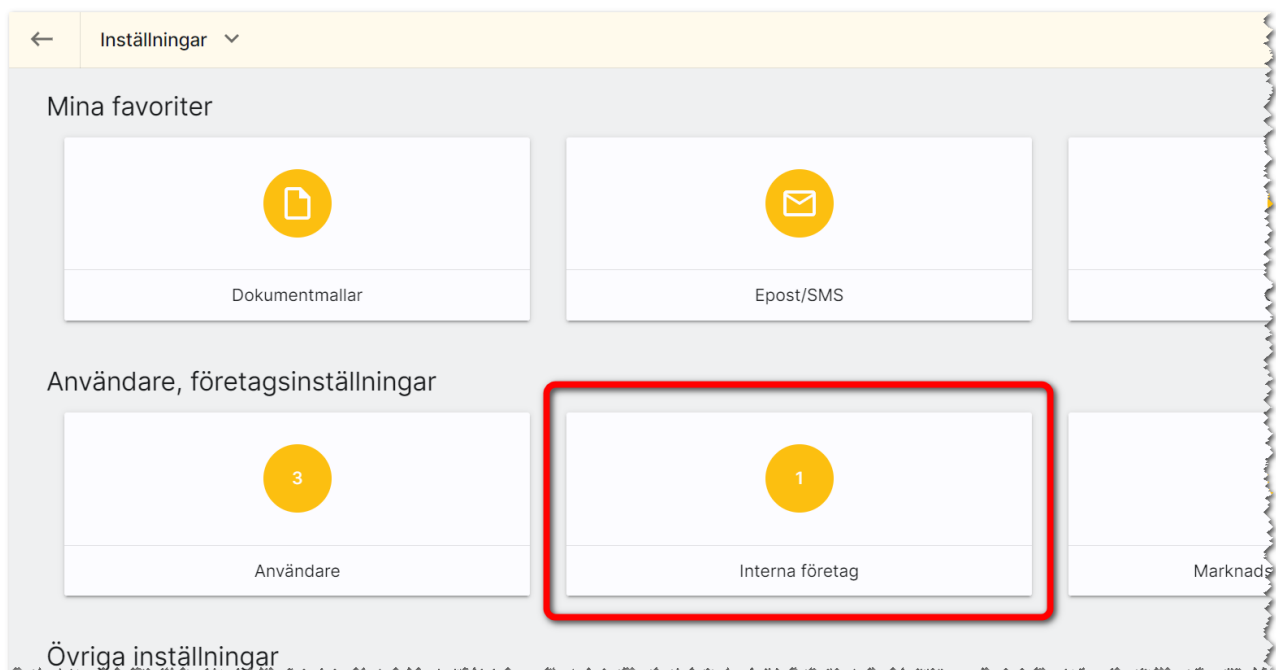 Inställningar
Mina favoriter
Dokumentmallar
Epost/SMS
Användare, företagsinställningar
3
1
Användare
Interna företag
Marknads
Övriga inställningar